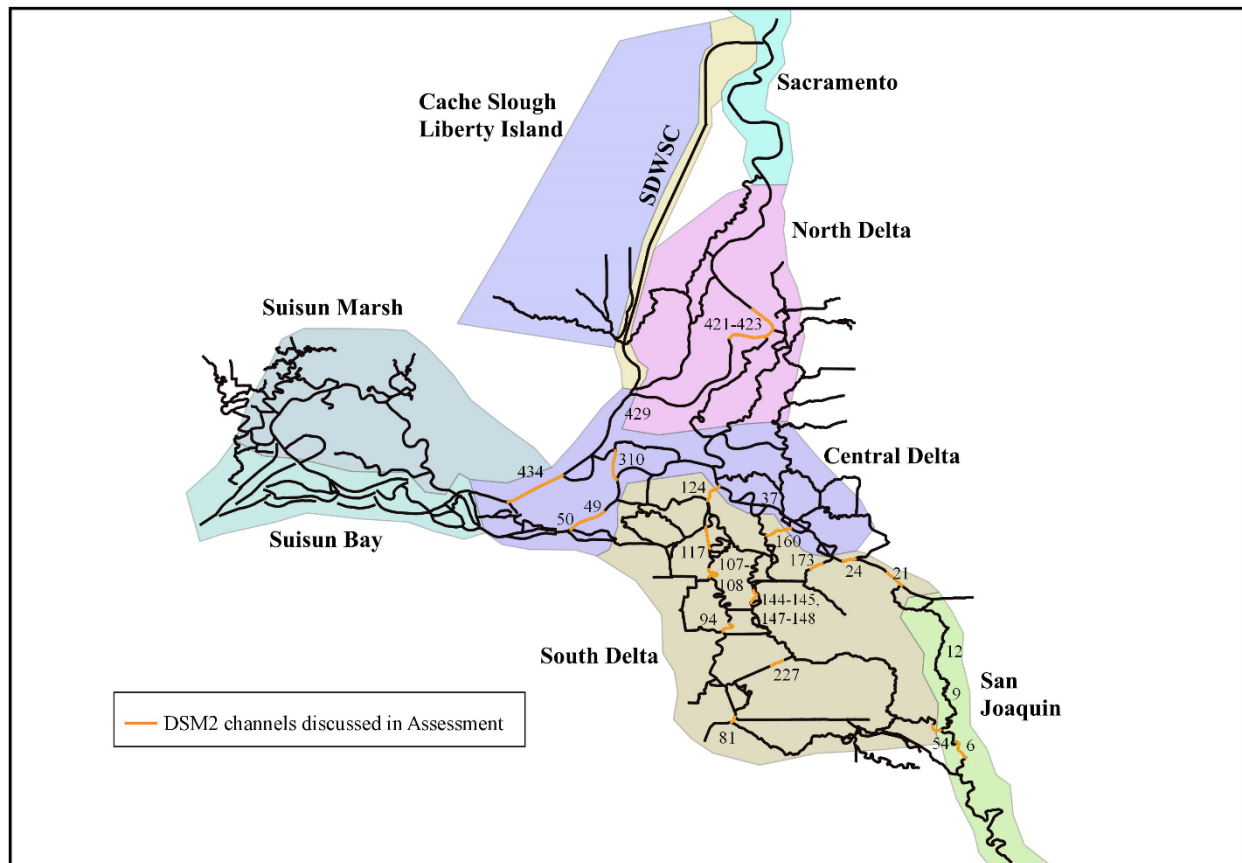 Sacramento
Cache Slough
Liberty Island
SDWSC
North Delta
Suisun Marsh
421-423
429
Central Delta
434
310
124
37
49
50
Suisun Bay
160
117
107-
108
173
24
21
144-145,
147-148
94
South Delta
12
227
9
San
Joaquin
DSM2 channels discussed in Assessment
81
54
6